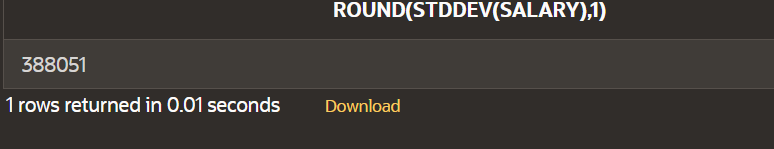 ROUND(STDDEV(SALARY),1)
388051
1 rows returned in 0.01 seconds Download